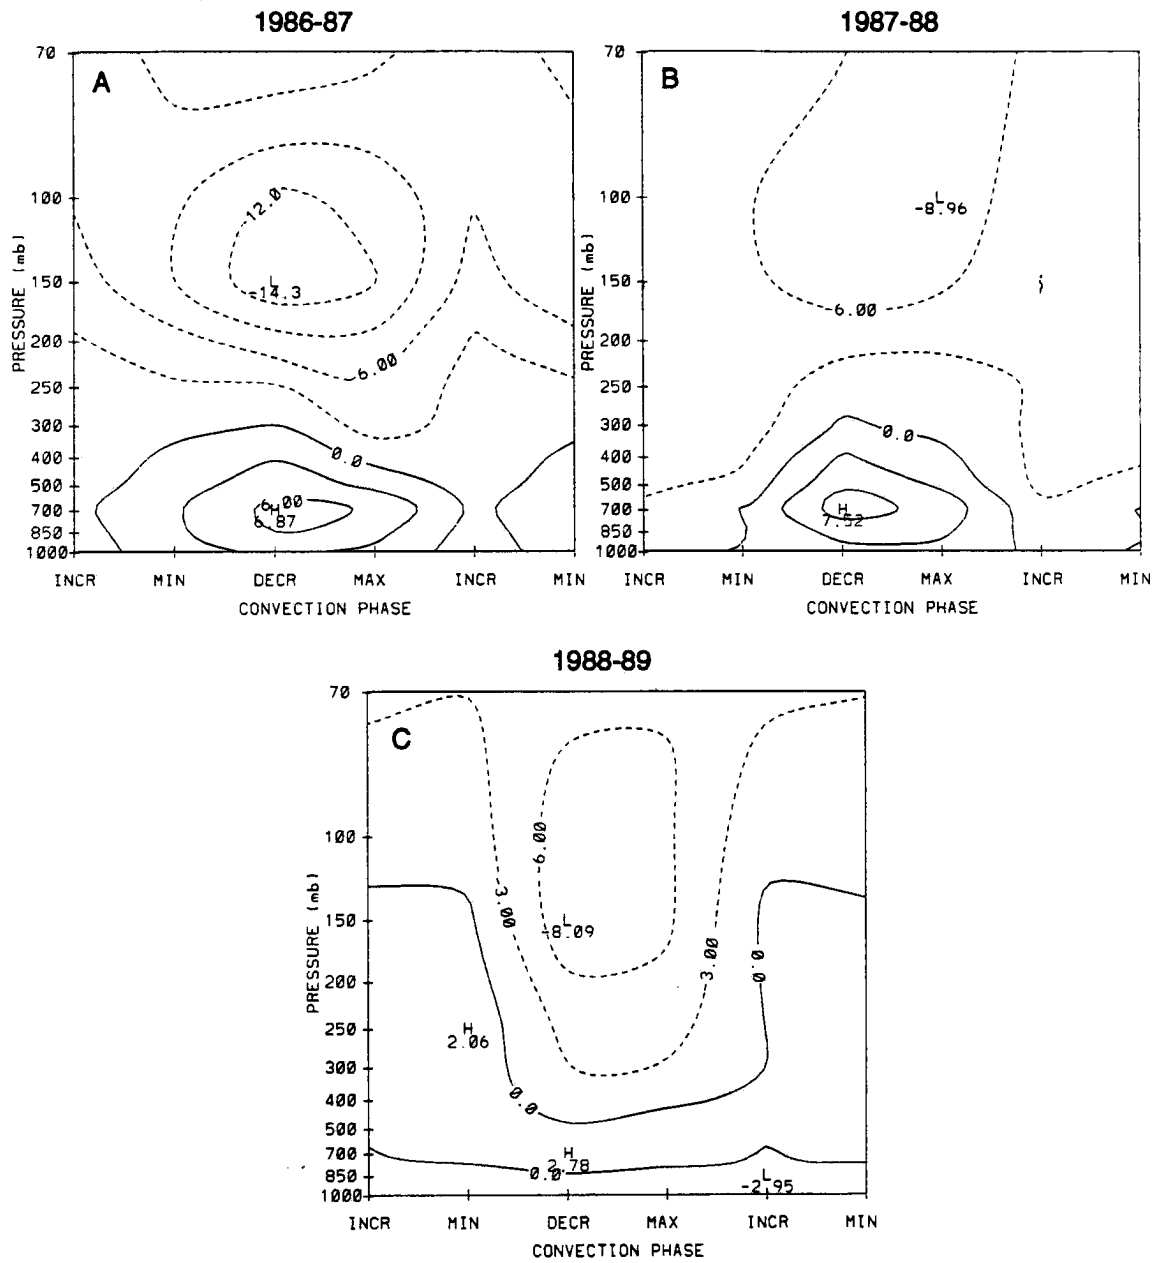 1986-87
A
70
100
150
200
250
300
400
500
700
850
1000
PRESSURE (mb)
-12.0
L
-14.3
-6.00
0.0
6.00
H
6.87
INCR MIN DECR MAX INCR MIN
CONVECTION PHASE
1987-88
B
70
100
150
200
250
300
400
500
700
850
1000
PRESSURE (mb)
L
-8.96
-6.00
0.0
H
7.52
INCR MIN DECR MAX INCR MIN
CONVECTION PHASE
1988-89
C
70
100
150
200
250
300
400
500
700
850
1000
PRESSURE (mb)
-6.00
-3.00
L
-8.09
3.00
0.0
H
2.06
0.0
H
2.78
0.0
L
-2.95
INCR MIN DECR MAX INCR MIN
CONVECTION PHASE